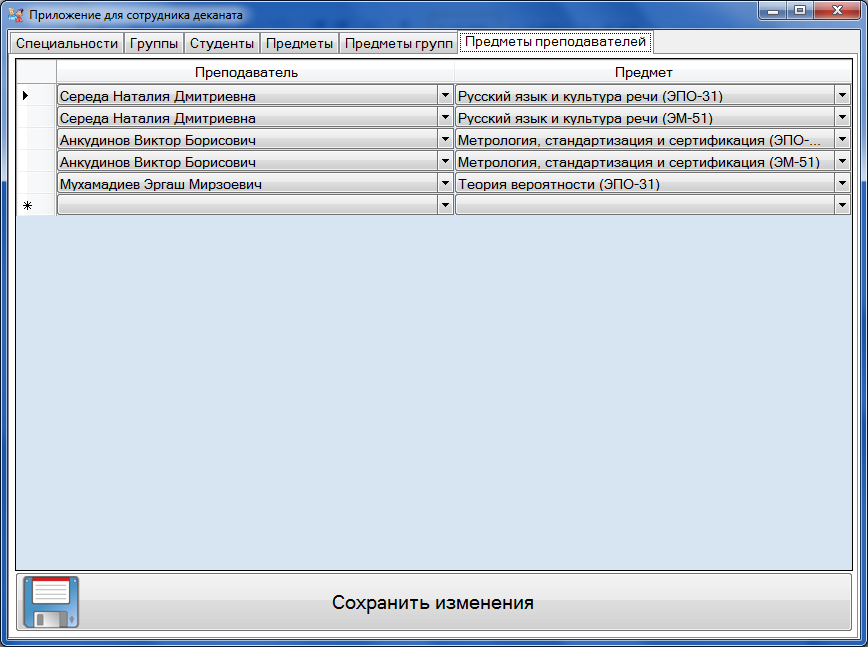 Приложение для сотрудника деканата
Специальности Группы Студенты Предметы Предметы групп Предметы преподавателей
Преподаватель Предмет
Середа Наталия Дмитриевна Русский язык и культура речи (ЭПО-31)
Середа Наталия Дмитриевна Русский язык и культура речи (ЭМ-51)
Анкудинов Виктор Борисович Метрология, стандартизация и сертификация (ЭПО-...
Анкудинов Виктор Борисович Метрология, стандартизация и сертификация (ЭМ-51)
Мухамадиев Эргаш Мирзоевич Теория вероятности (ЭПО-31)
Сохранить изменения